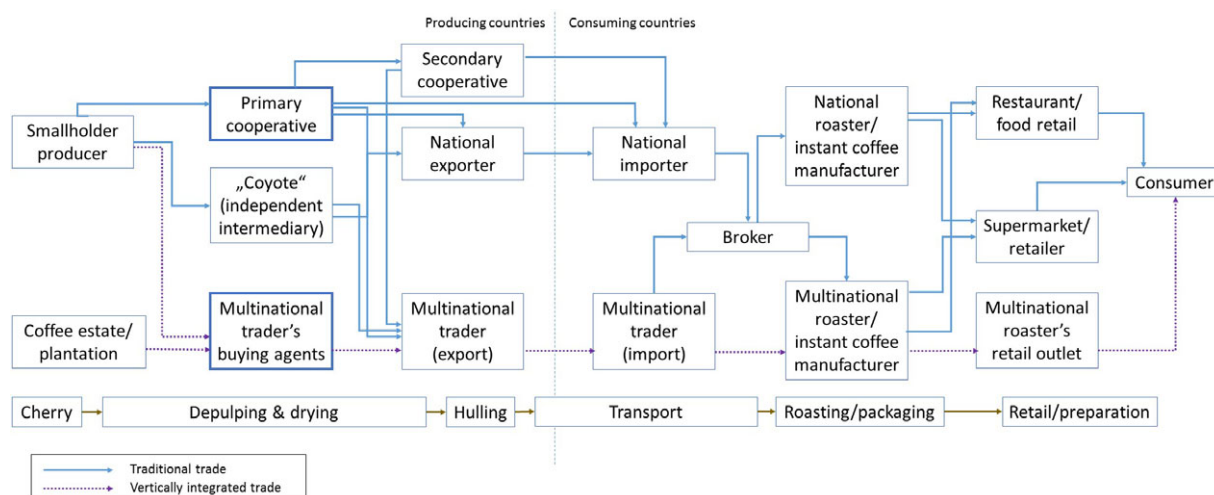 Producing countries
Consuming countries
Secondary
cooperative
Primary
cooperative
Smallholder
producer
National
exporter
National
importer
National
roaster/
instant coffee
manufacturer
Restaurant/
food retail
„Coyote“
(independent
intermediary)
Consumer
Broker
Supermarket/
retailer
Coffee estate/
plantation
Multinational
trader’s
buying agents
Multinational
trader
(export)
Multinational
trader
(import)
Multinational
roaster/
instant coffee
manufacturer
Multinational
roaster’s
retail outlet
Cherry
Depulping & drying
Hulling
Transport
Roasting/packaging
Retail/preparation
Traditional trade
Vertically integrated trade